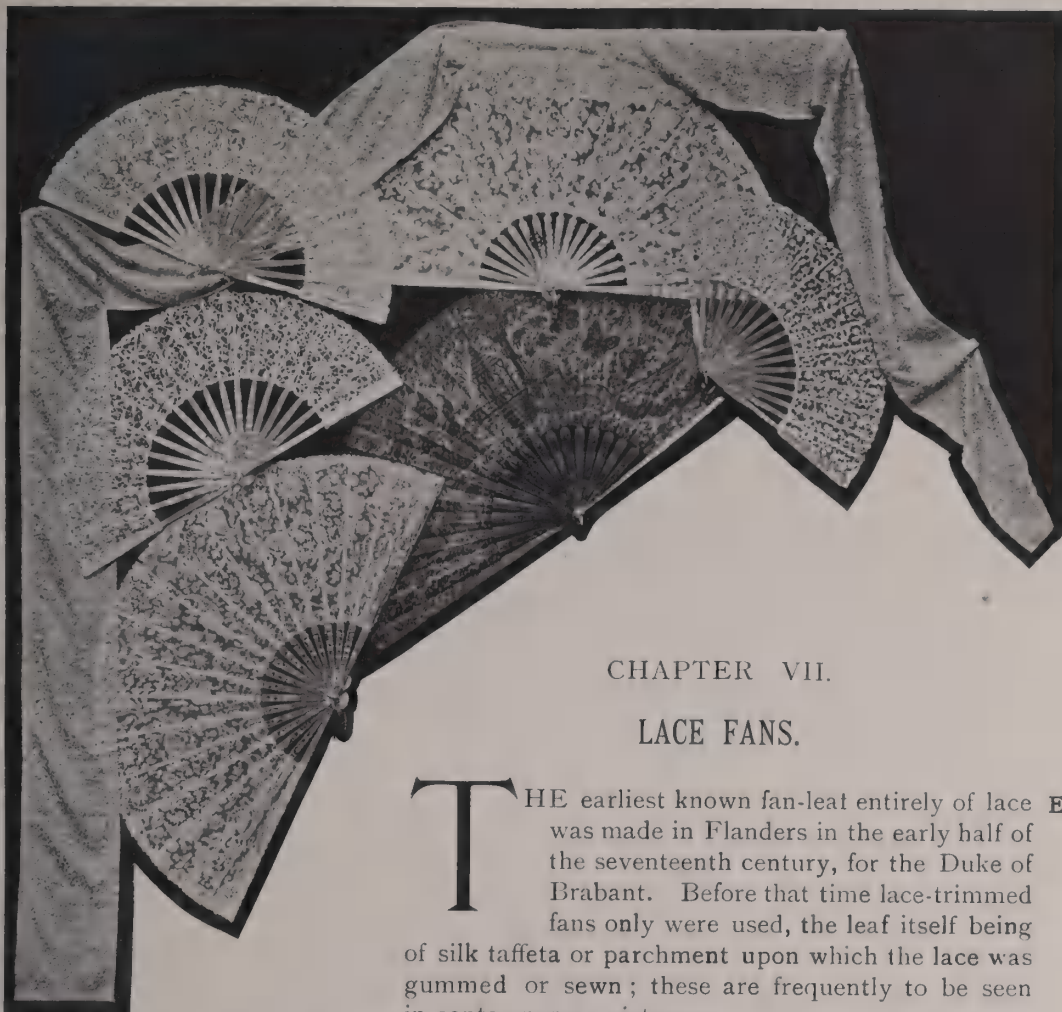 CHAPTER VII.
LACE FANS.
THE earliest known fan-leaf entirely of lace E
was made in Flanders in the early half of
the seventeenth century, for the Duke of
Brabant. Before that time lace-trimmed
fans only were used, the leaf itself being
of silk taffeta or parchment upon which the lace was
gummed or sewn ; these are frequently to be seen